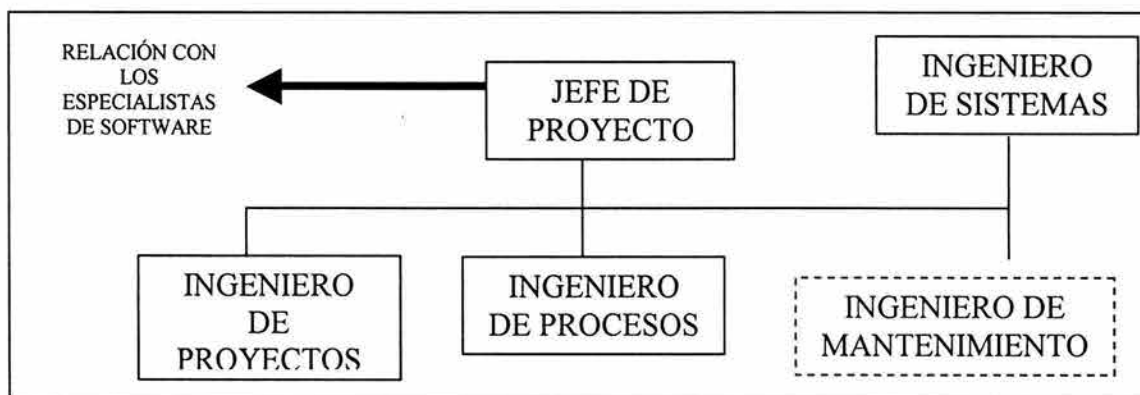 RELACIÓN CON
LOS
ESPECIALISTAS
DE SOFTWARE
JEFE DE
PROYECTO
INGENIERO
DE SISTEMAS
INGENIERO
DE
PROYECTOS
INGENIERO
DE PROCESOS
INGENIERO DE
MANTENIMIENTO